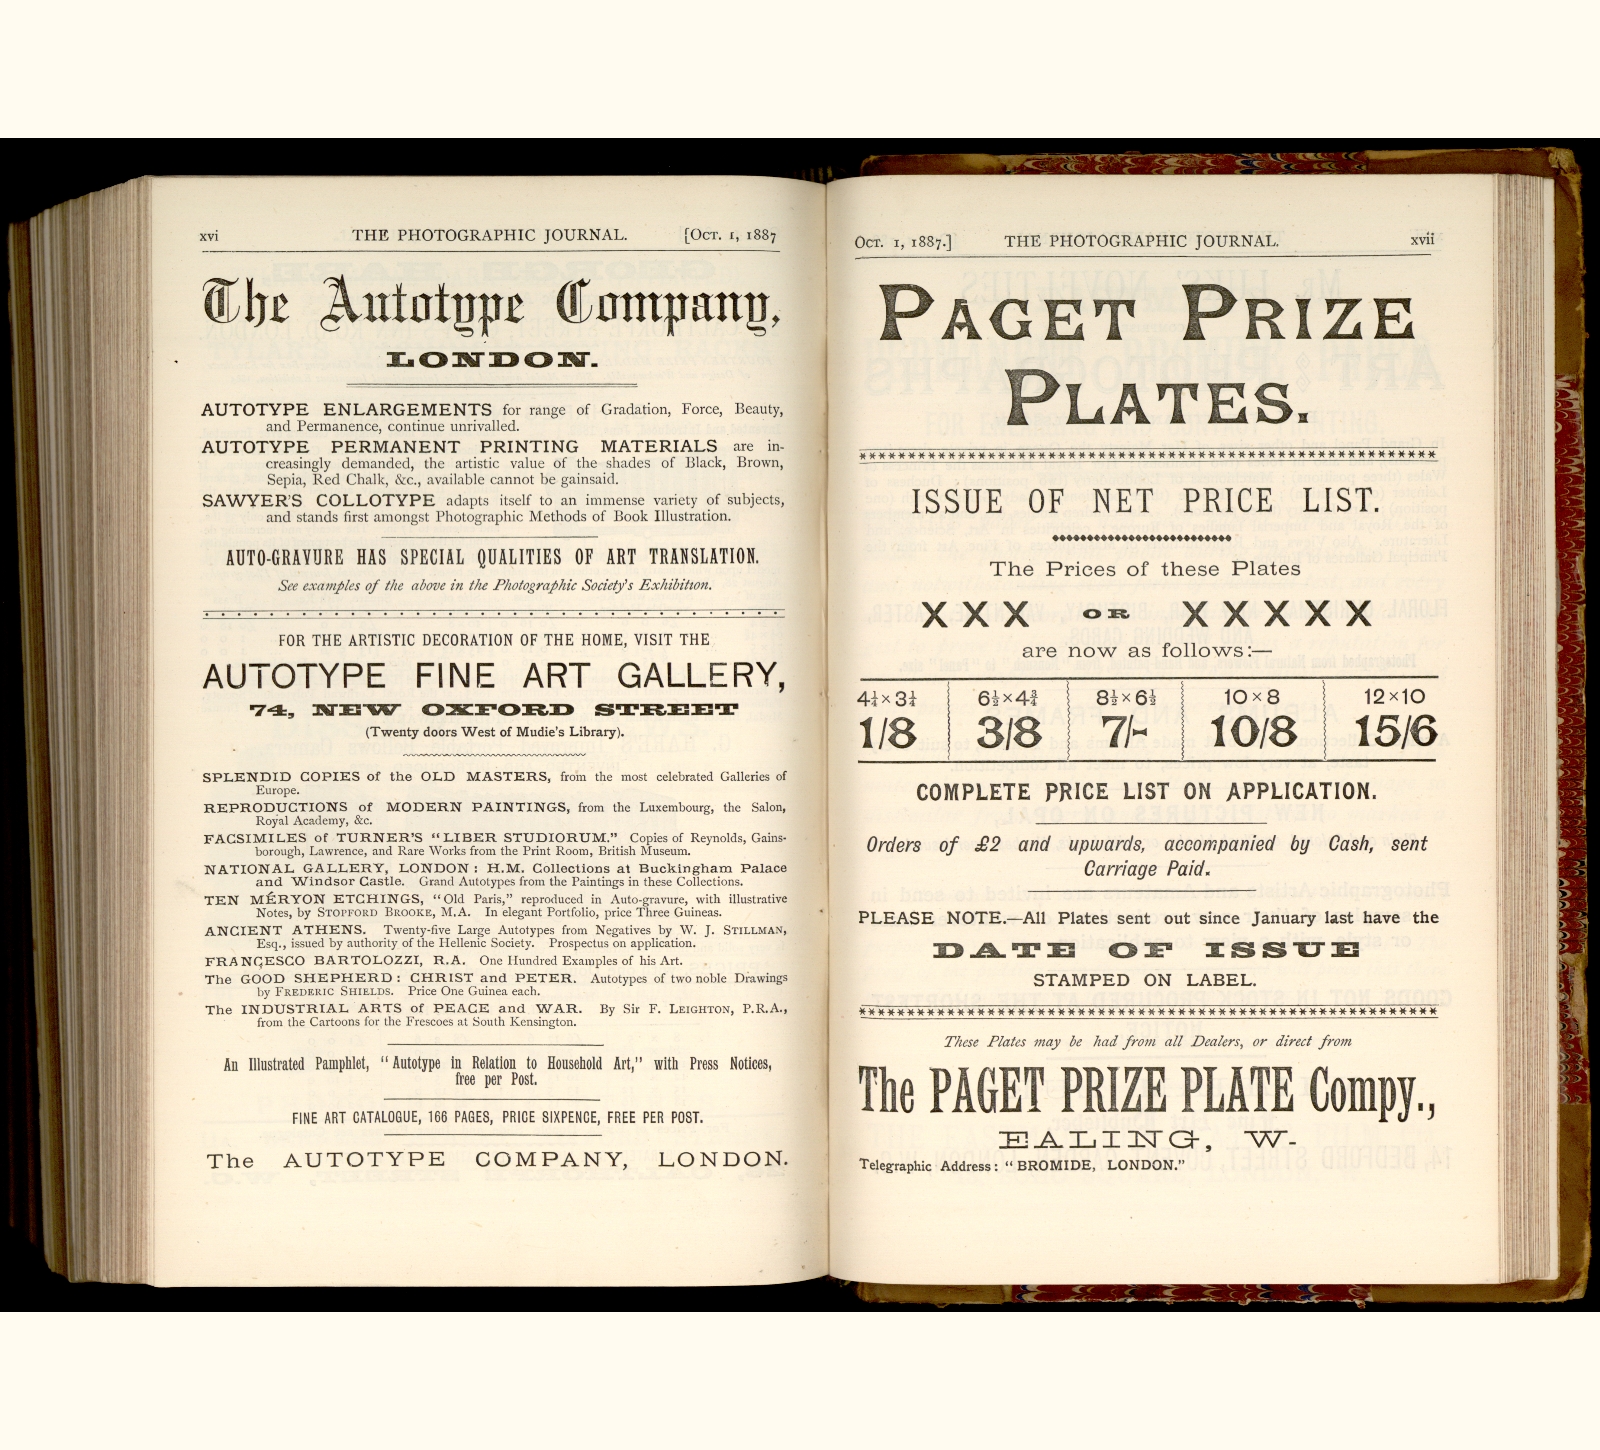 xvi THE PHOTOGRAPHIC JOURNAL. [Oct. 1, 1887
The Autotype Company,
LONDON.
AUTOTYPE ENLARGEMENTS for range of Gradation, Force, Beauty,
and Permanence, continue unrivalled.
AUTOTYPE PERMANENT PRINTING MATERIALS are in-
creasingly demanded, the artistic value of the shades of Black, Brown,
Sepia, Red Chalk, &c., available cannot be gainsaid.
SAWYER'S COLLOTYPE adapts itself to an immense variety of subjects,
and stands first amongst Photographic Methods of Book Illustration.
AUTO-GRAVURE HAS SPECIAL QUALITIES OF ART TRANSLATION.
See examples of the above in the Photographic Society's Exhibition.
FOR THE ARTISTIC DECORATION OF THE HOME, VISIT THE
AUTOTYPE FINE ART GALLERY,
74, NEW OXFORD STREET
(Twenty doors West of Mudie's Library).
SPLENDID COPIES of the OLD MASTERS, from the most celebrated Galleries of
Europe.
REPRODUCTIONS of MODERN PAINTINGS, from the Luxembourg, the Salon,
Royal Academy, &c.
FACSIMILES of TURNER'S "LIBER STUDIORUM." Copies of Reynolds, Gains-
borough, Lawrence, and Rare Works from the Print Room, British Museum.
NATIONAL GALLERY, LONDON: H.M. Collections at Buckingham Palace
and Windsor Castle. Grand Autotypes from the Paintings in these Collections.
TEN MÉRYON ETCHINGS, "Old Paris," reproduced in Auto-gravure, with illustrative
Notes, by STOPFORD BROOKE, M.A. In elegant Portfolio, price Three Guineas.
ANCIENT ATHENS. Twenty-five Large Autotypes from Negatives by W. J. STILLMAN,
Esq., issued by authority of the Hellenic Society. Prospectus on application.
FRANÇESCO BARTOLOZZI, R.A. One Hundred Examples of his Art.
The GOOD SHEPHERD: CHRIST and PETER. Autotypes of two noble Drawings
by FREDERIC SHIELDS. Price One Guinea each.
The INDUSTRIAL ARTS of PEACE and WAR. By Sir F. LEIGHTON, P.R.A.,
from the Cartoons for the Frescoes at South Kensington.
An Illustrated Pamphlet, "Autotype in Relation to Household Art," with Press Notices,
free per Post.
FINE ART CATALOGUE, 166 PAGES, PRICE SIXPENCE, FREE PER POST.
The AUTOTYPE COMPANY, LONDON.
Oct. 1, 1887.] THE PHOTOGRAPHIC JOURNAL. xvii
PAGET PRIZE
PLATES.
ISSUE OF NET PRICE LIST.
The Prices of these Plates
XXX OR XXXXX
are now as follows:—
4¼×3¼ 6½×4¾ 8½×6½ 10×8 12×10
1/8 3/8 7/- 10/8 15/6
COMPLETE PRICE LIST ON APPLICATION.
Orders of £2 and upwards, accompanied by Cash, sent
Carriage Paid.
PLEASE NOTE.—All Plates sent out since January last have the
DATE OF ISSUE
STAMPED ON LABEL.
These Plates may be had from all Dealers, or direct from
The PAGET PRIZE PLATE Compy.,
EALING, W.
Telegraphic Address: "BROMIDE, LONDON."